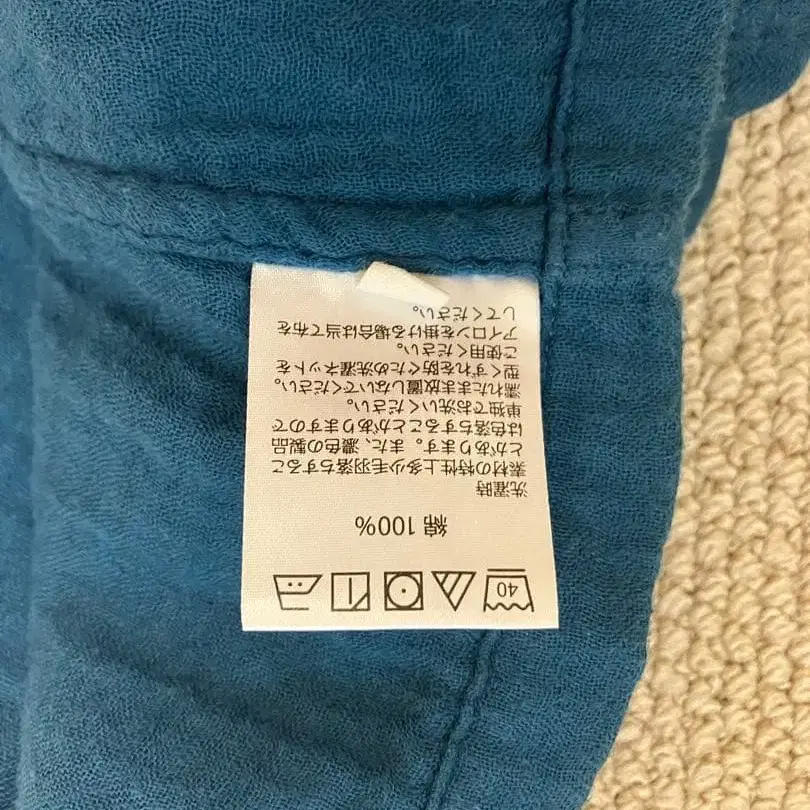 40
綿 100%
洗濯時
素材の特性上多少毛羽落ちするこ
とがあります。また、濃色の製品
は色落ちすることがありますので
単独でお洗いください。
濡れたまま放置しないでください。
型くずれを防ぐため洗濯ネットを
ご使用ください。
アイロンを掛ける場合は当て布を
してください。